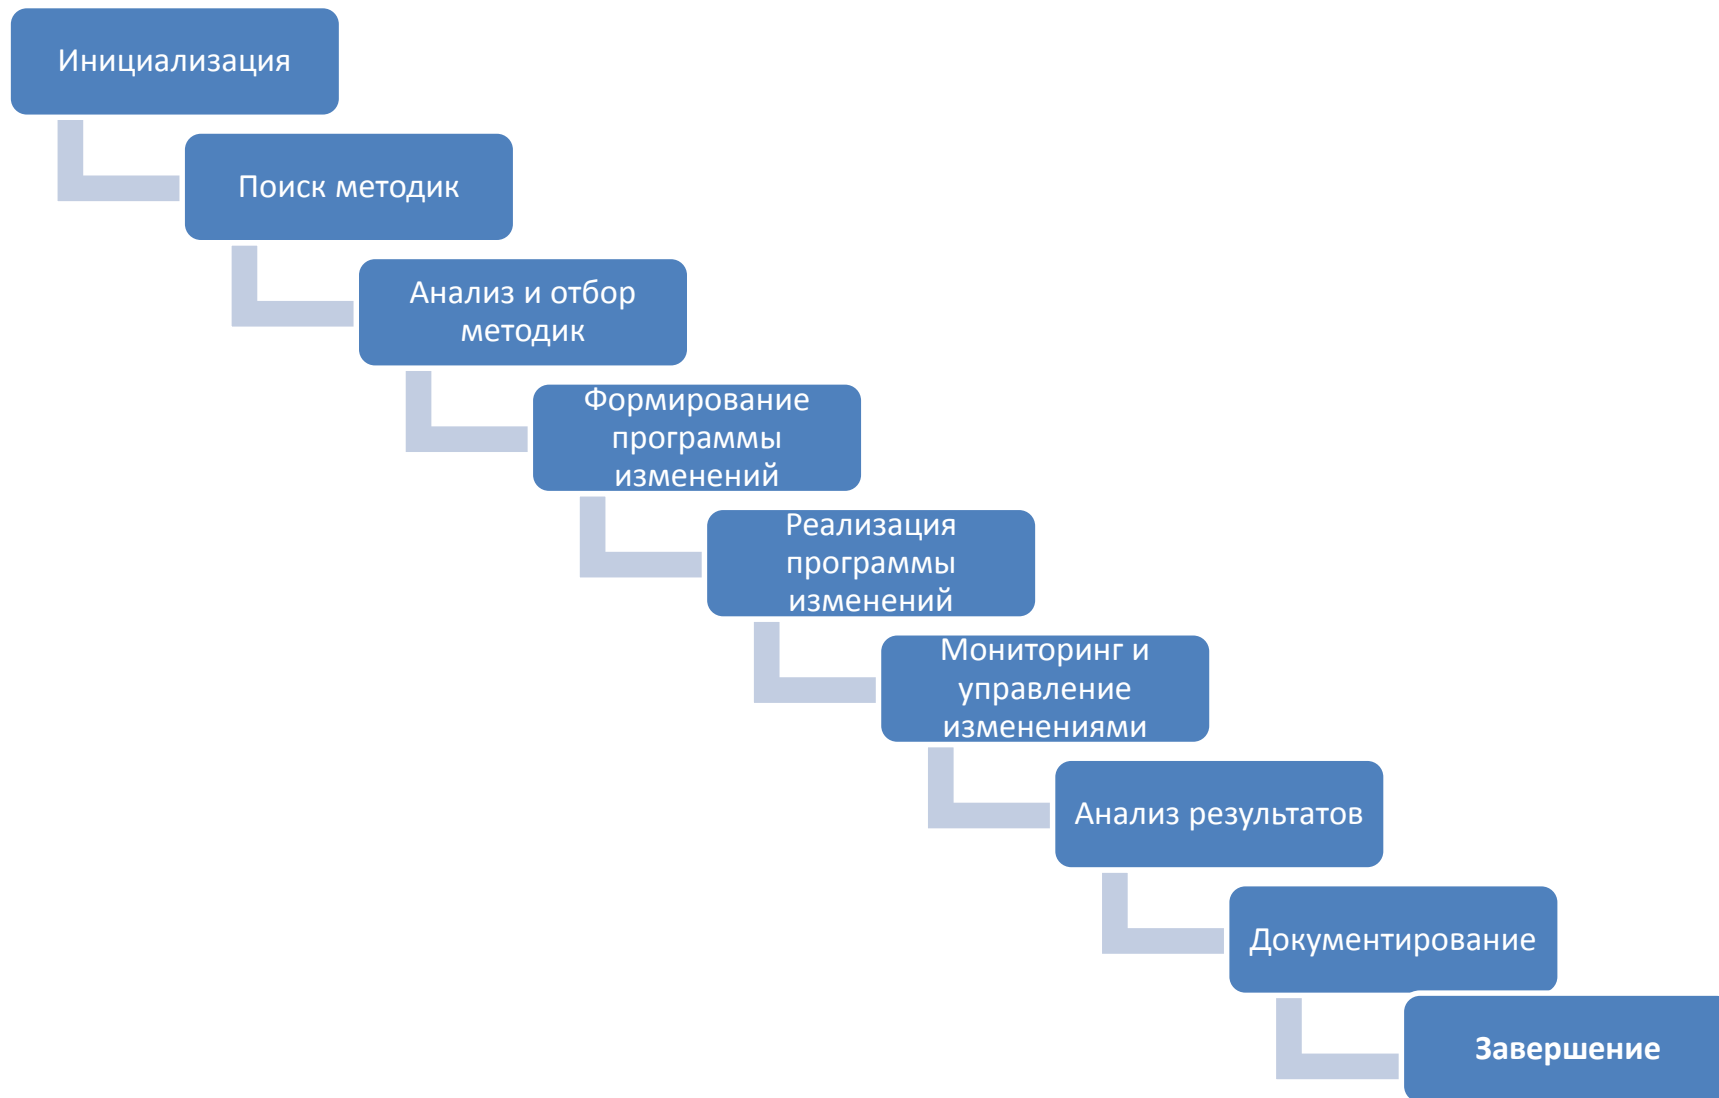 Инициализация
Поиск методик
Анализ и отбор
методик
Формирование
программы
изменений
Реализация
программы
изменений
Мониторинг и
управление
изменениями
Анализ результатов
Документирование
Завершение